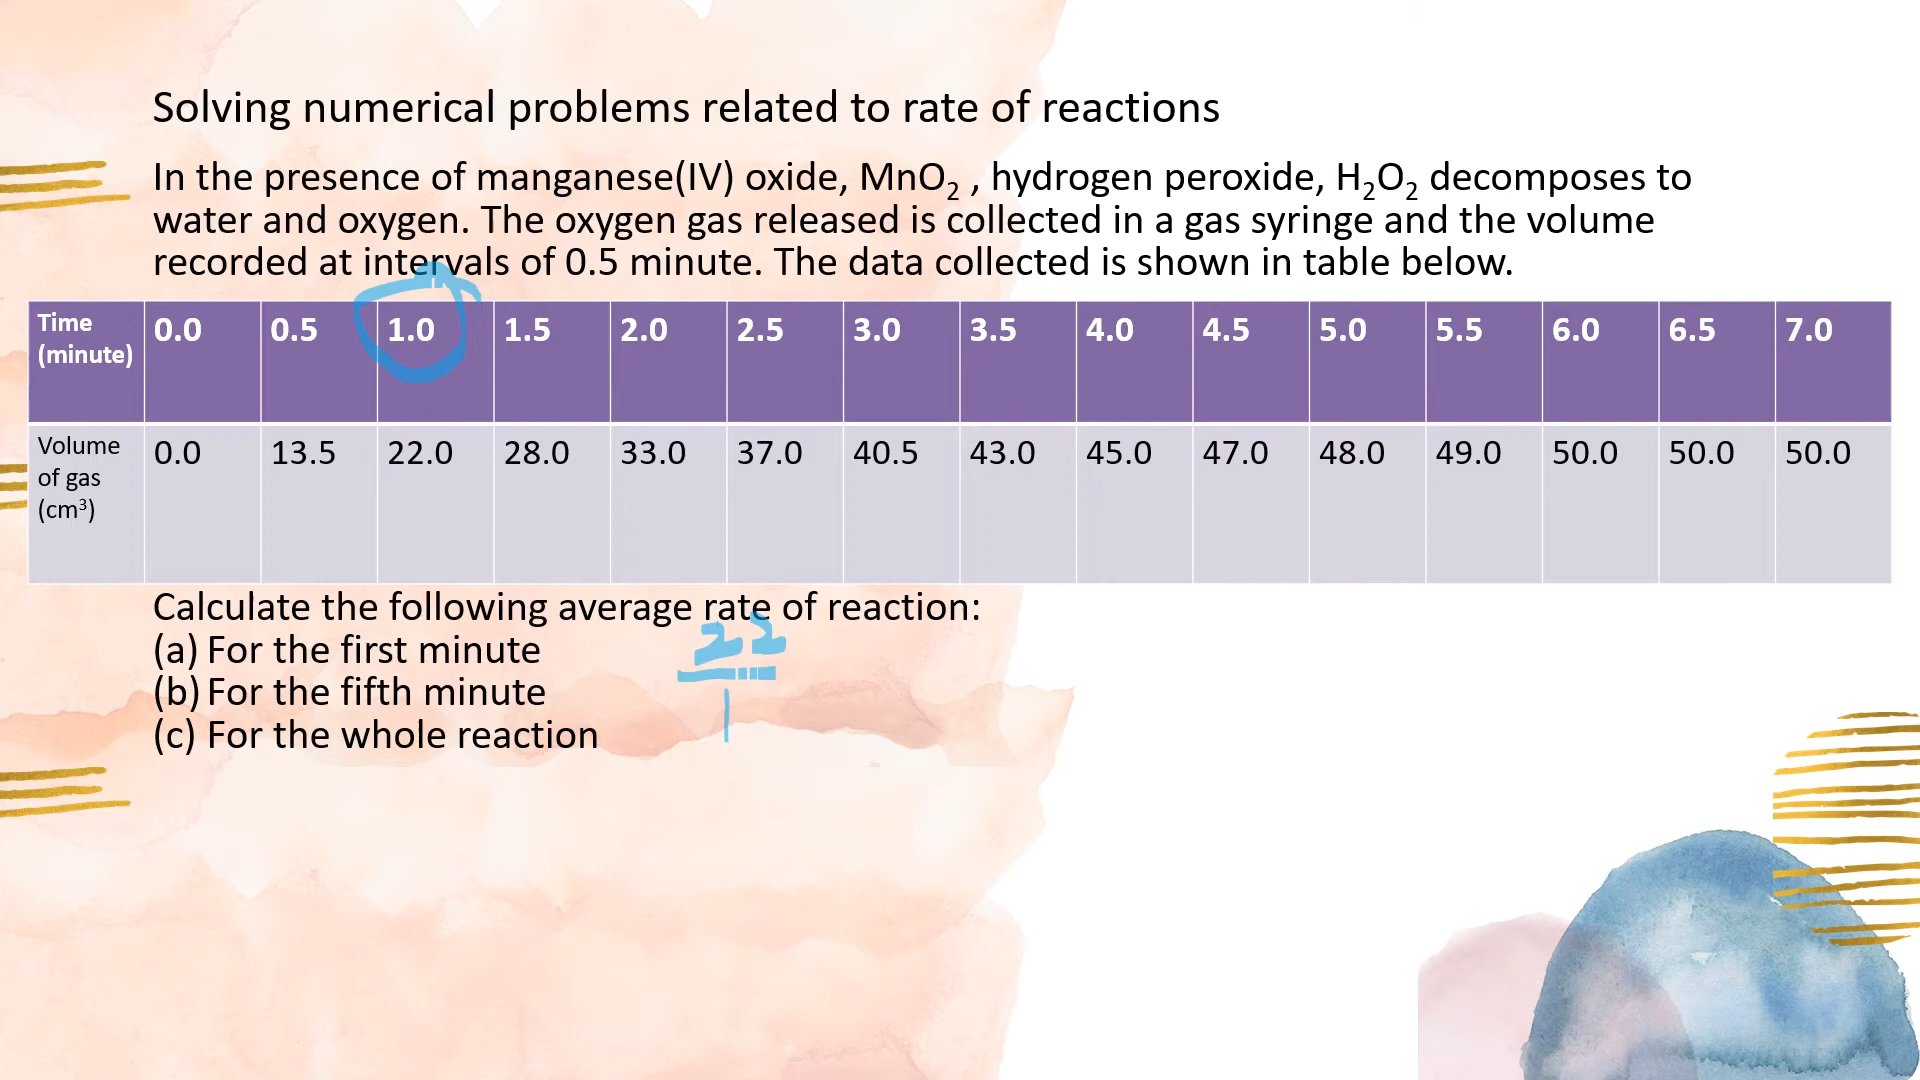 Solving numerical problems related to rate of reactions
In the presence of manganese(IV) oxide, MnO₂ , hydrogen peroxide, H₂O₂ decomposes to
water and oxygen. The oxygen gas released is collected in a gas syringe and the volume
recorded at intervals of 0.5 minute. The data collected is shown in table below.
Time (minute) 0.0 0.5 1.0 1.5 2.0 2.5 3.0 3.5 4.0 4.5 5.0 5.5 6.0 6.5 7.0
Volume of gas (cm³) 0.0 13.5 22.0 28.0 33.0 37.0 40.5 43.0 45.0 47.0 48.0 49.0 50.0 50.0 50.0
Calculate the following average rate of reaction:
(a) For the first minute
(b) For the fifth minute
(c) For the whole reaction
22
1